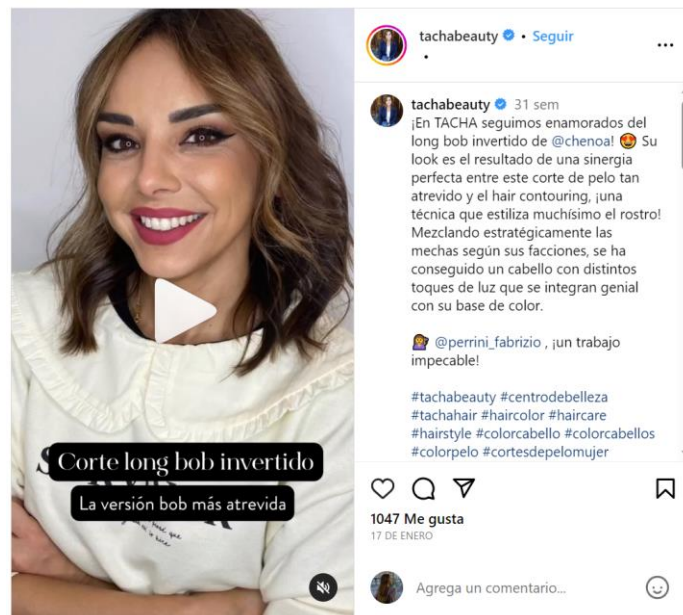 tachabeauty • Seguir
•
tachabeauty 31 sem
¡En TACHA seguimos enamorados del
long bob invertido de @chenoa! 😍 Su
look es el resultado de una sinergia
perfecta entre este corte de pelo tan
atrevido y el hair contouring, ¡una
técnica que estiliza muchísimo el rostro!
Mezclando estratégicamente las
mechas según sus facciones, se ha
conseguido un cabello con distintos
toques de luz que se integran genial
con su base de color.
💇‍♀️ @perrini_fabrizio , ¡un trabajo
impecable!
#tachabeauty #centrodebelleza
#tachahair #haircolor #haircare
#hairstyle #colorcabello #colorcabellos
#colorpelo #cortesdepelomujer
1047 Me gusta
17 DE ENERO
Agrega un comentario...
Corte long bob invertido
La versión bob más atrevida